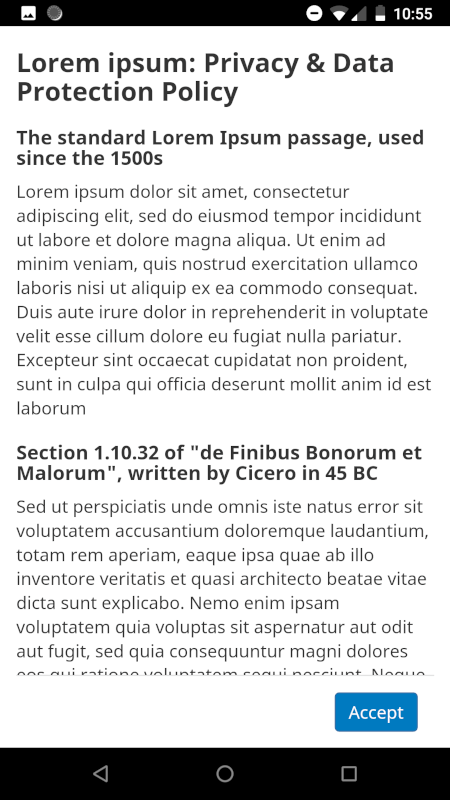 10:55
Lorem ipsum: Privacy & Data
Protection Policy
The standard Lorem Ipsum passage, used
since the 1500s
Lorem ipsum dolor sit amet, consectetur
adipiscing elit, sed do eiusmod tempor incididunt
ut labore et dolore magna aliqua. Ut enim ad
minim veniam, quis nostrud exercitation ullamco
laboris nisi ut aliquip ex ea commodo consequat.
Duis aute irure dolor in reprehenderit in voluptate
velit esse cillum dolore eu fugiat nulla pariatur.
Excepteur sint occaecat cupidatat non proident,
sunt in culpa qui officia deserunt mollit anim id est
laborum
Section 1.10.32 of "de Finibus Bonorum et
Malorum", written by Cicero in 45 BC
Sed ut perspiciatis unde omnis iste natus error sit
voluptatem accusantium doloremque laudantium,
totam rem aperiam, eaque ipsa quae ab illo
inventore veritatis et quasi architecto beatae vitae
dicta sunt explicabo. Nemo enim ipsam
voluptatem quia voluptas sit aspernatur aut odit
aut fugit, sed quia consequuntur magni dolores
eos qui ratione voluptatem sequi nesciunt. Neque
Accept